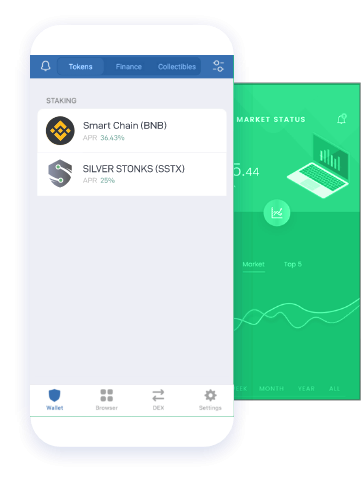 Tokens Finance Collectibles
STAKING
Smart Chain (BNB)
APR 36.43%
SILVER STONKS (SSTX)
APR 25%
Wallet Browser DEX Settings
MARKET STATUS
5.44
Market Top 5
MONTH YEAR ALL